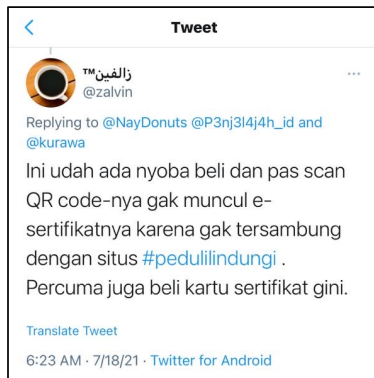 Tweet
زالفين™
@zalvin
Replying to @NayDonuts @P3nj3l4j4h_id and
@kurawa
Ini udah ada nyoba beli dan pas scan
QR code-nya gak muncul e-
sertifikatnya karena gak tersambung
dengan situs #pedulilindungi .
Percuma juga beli kartu sertifikat gini.
Translate Tweet
6:23 AM · 7/18/21 · Twitter for Android